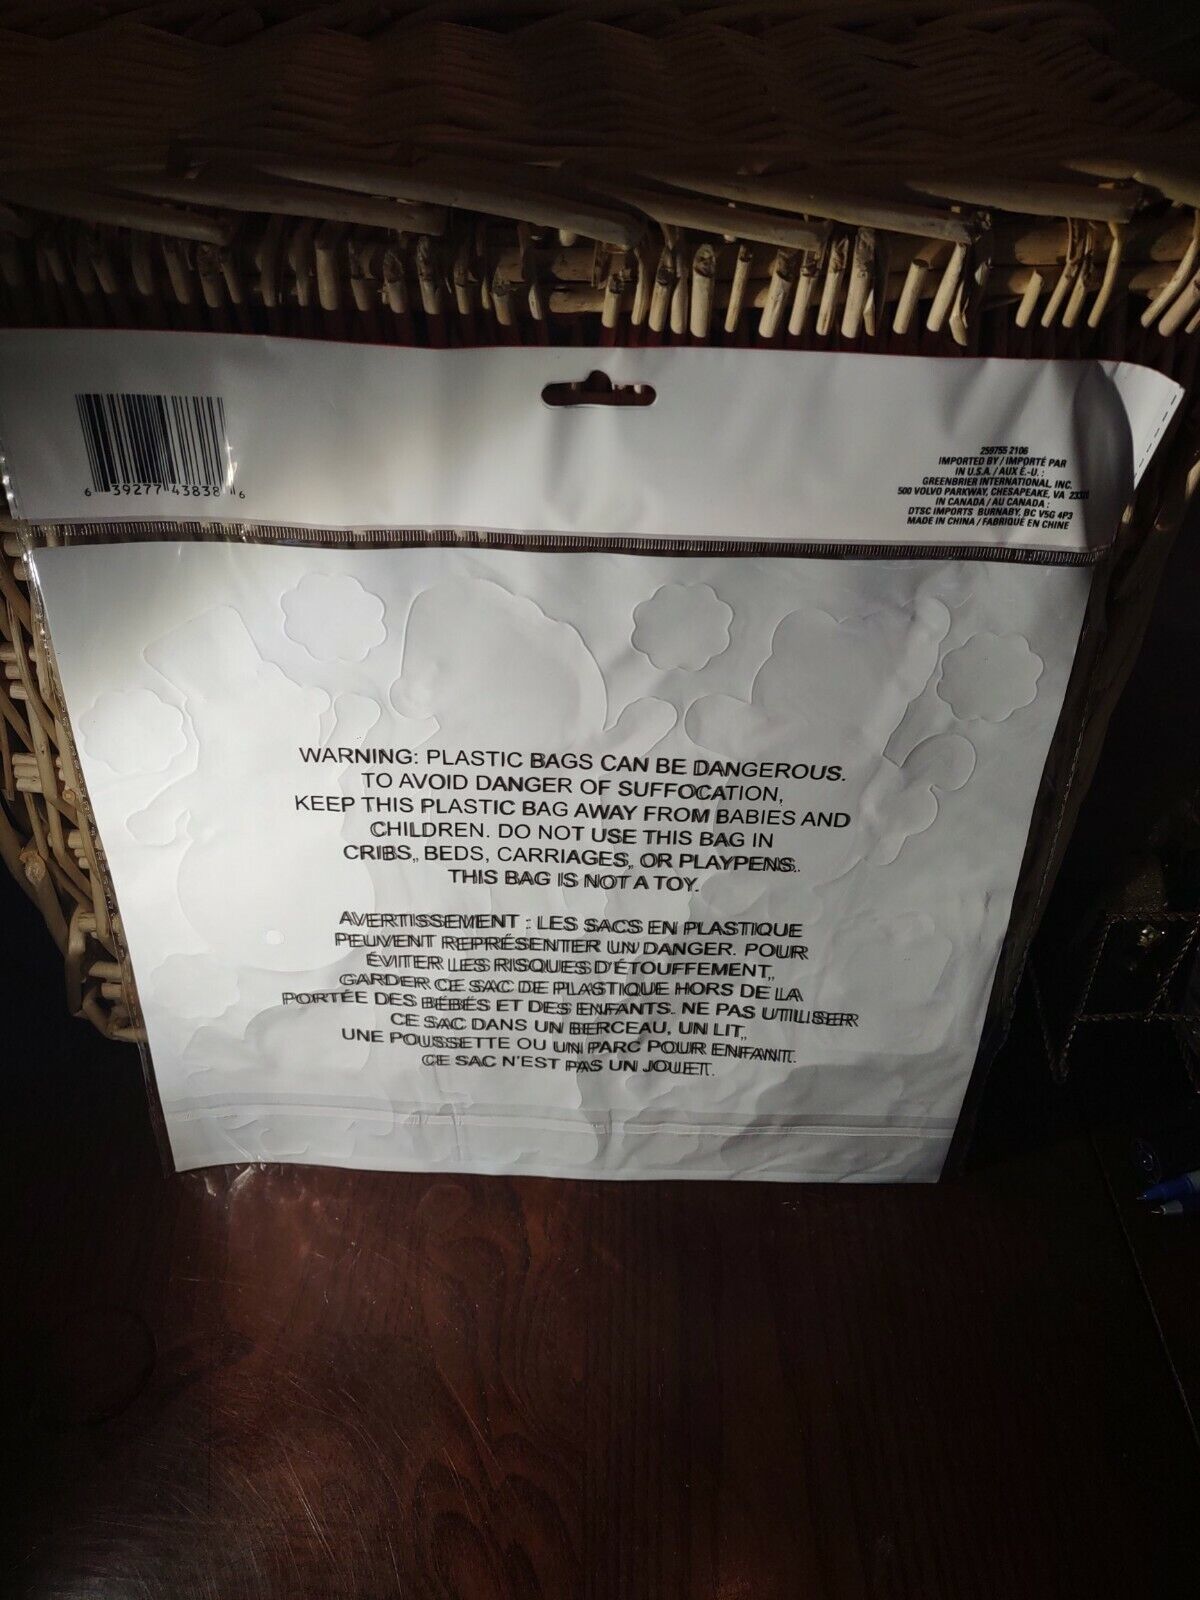 6 39277 43838 6
259755 2106
IMPORTED BY / IMPORTÉ PAR
IN U.S.A. / AUX É.-U. :
GREENBRIER INTERNATIONAL, INC.
500 VOLVO PARKWAY, CHESAPEAKE, VA 23320
IN CANADA / AU CANADA :
DTSC IMPORTS BURNABY, BC V5G 4P3
MADE IN CHINA / FABRIQUÉ EN CHINE
WARNING: PLASTIC BAGS CAN BE DANGEROUS.
TO AVOID DANGER OF SUFFOCATION,
KEEP THIS PLASTIC BAG AWAY FROM BABIES AND
CHILDREN. DO NOT USE THIS BAG IN
CRIBS, BEDS, CARRIAGES, OR PLAYPENS.
THIS BAG IS NOT A TOY.
AVERTISSEMENT : LES SACS EN PLASTIQUE
PEUVENT REPRÉSENTER UN DANGER. POUR
ÉVITER LES RISQUES D'ÉTOUFFEMENT,
GARDER CE SAC DE PLASTIQUE HORS DE LA
PORTÉE DES BÉBÉS ET DES ENFANTS. NE PAS UTILISER
CE SAC DANS UN BERCEAU, UN LIT,
UNE POUSSETTE OU UN PARC POUR ENFANT.
CE SAC N'EST PAS UN JOUET.